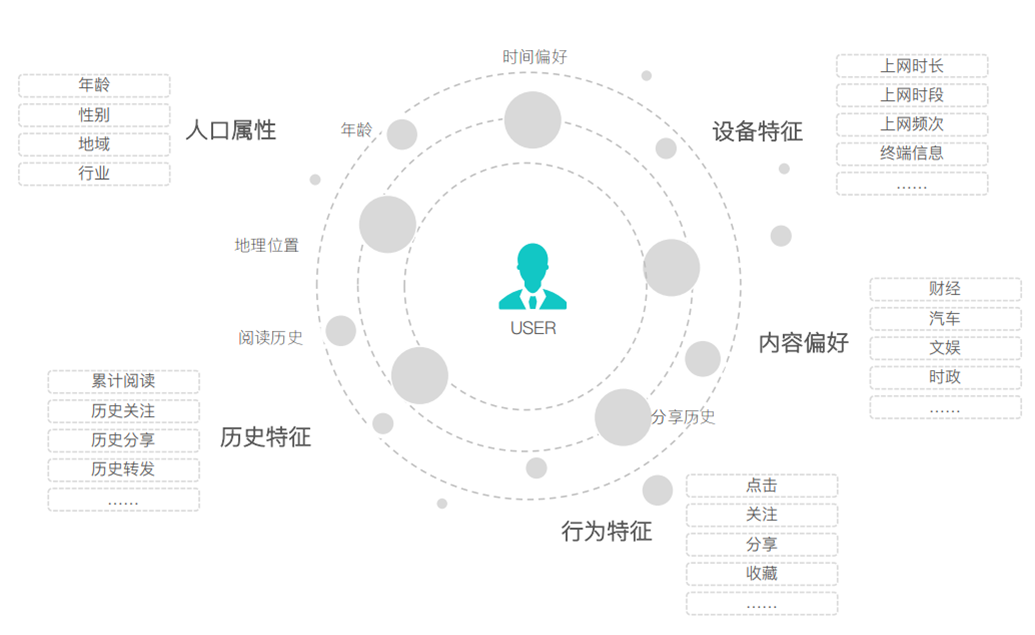 时间偏好
年龄
性别
地域
行业
人口属性
年龄
地理位置
阅读历史
设备特征
上网时长
上网时段
上网频次
终端信息
……
USER
内容偏好
财经
汽车
文娱
时政
……
累计阅读
历史关注
历史分享
历史转发
……
历史特征
分享历史
行为特征
点击
关注
分享
收藏
……